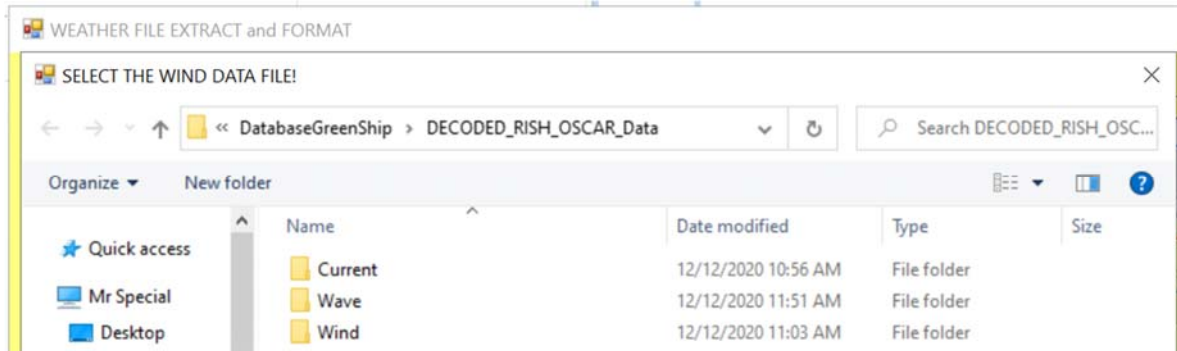 WEATHER FILE EXTRACT and FORMAT
SELECT THE WIND DATA FILE!
« DatabaseGreenShip > DECODED_RISH_OSCAR_Data
Search DECODED_RISH_OSC...
Organize New folder
Name Date modified Type Size
Quick access
Current 12/12/2020 10:56 AM File folder
Mr Special
Wave 12/12/2020 11:51 AM File folder
Desktop
Wind 12/12/2020 11:03 AM File folder